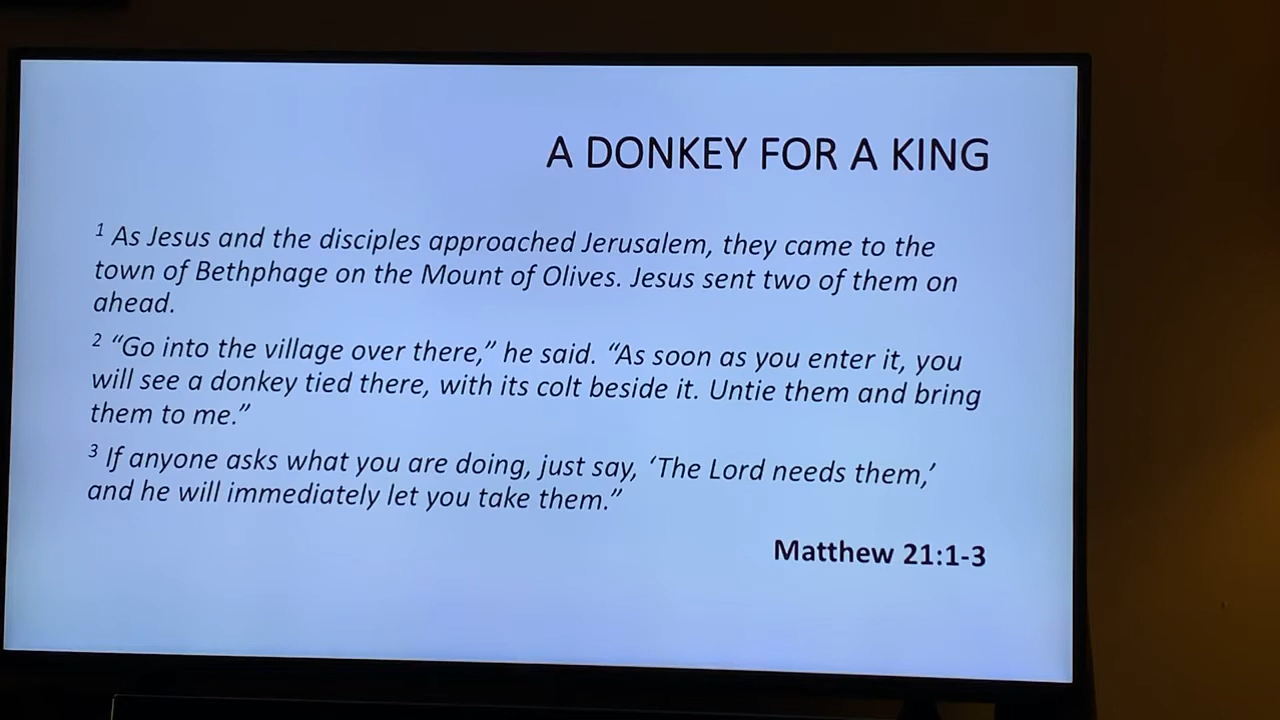 A DONKEY FOR A KING
1 As Jesus and the disciples approached Jerusalem, they came to the
town of Bethphage on the Mount of Olives. Jesus sent two of them on
ahead.
2 “Go into the village over there,” he said. “As soon as you enter it, you
will see a donkey tied there, with its colt beside it. Untie them and bring
them to me.”
3 If anyone asks what you are doing, just say, ‘The Lord needs them,’
and he will immediately let you take them.”
Matthew 21:1-3